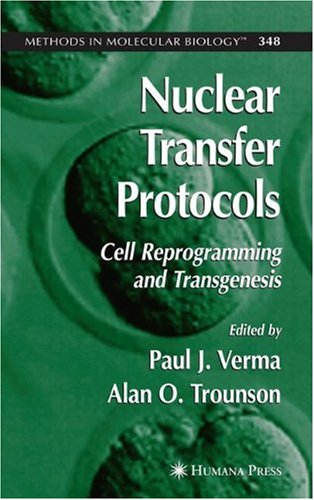 METHODS IN MOLECULAR BIOLOGY™ 348
Nuclear
Transfer
Protocols
Cell Reprogramming
and Transgenesis
Edited by
Paul J. Verma
Alan O. Trounson
HUMANA PRESS